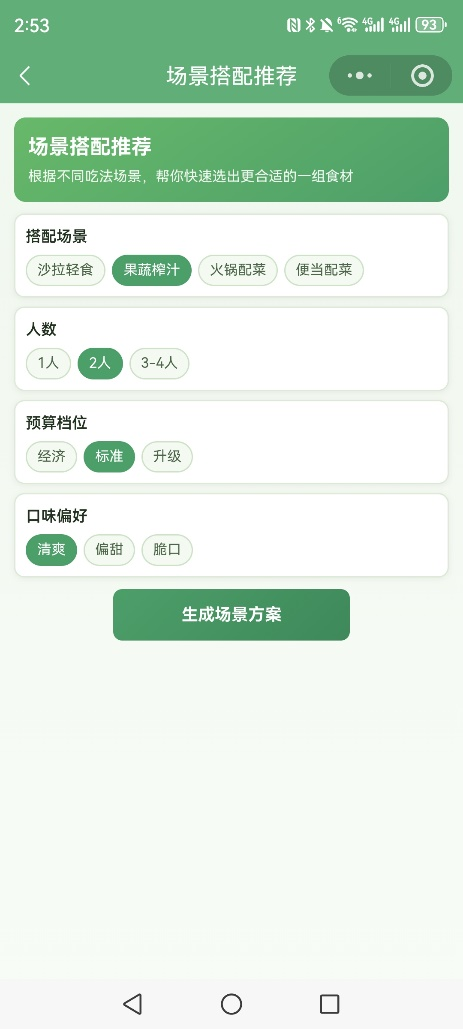 2:53
6 4G 4G 93
场景搭配推荐
场景搭配推荐
根据不同吃法场景，帮你快速选出更合适的一组食材
搭配场景
沙拉轻食 果蔬榨汁 火锅配菜 便当配菜
人数
1人 2人 3-4人
预算档位
经济 标准 升级
口味偏好
清爽 偏甜 脆口
生成场景方案